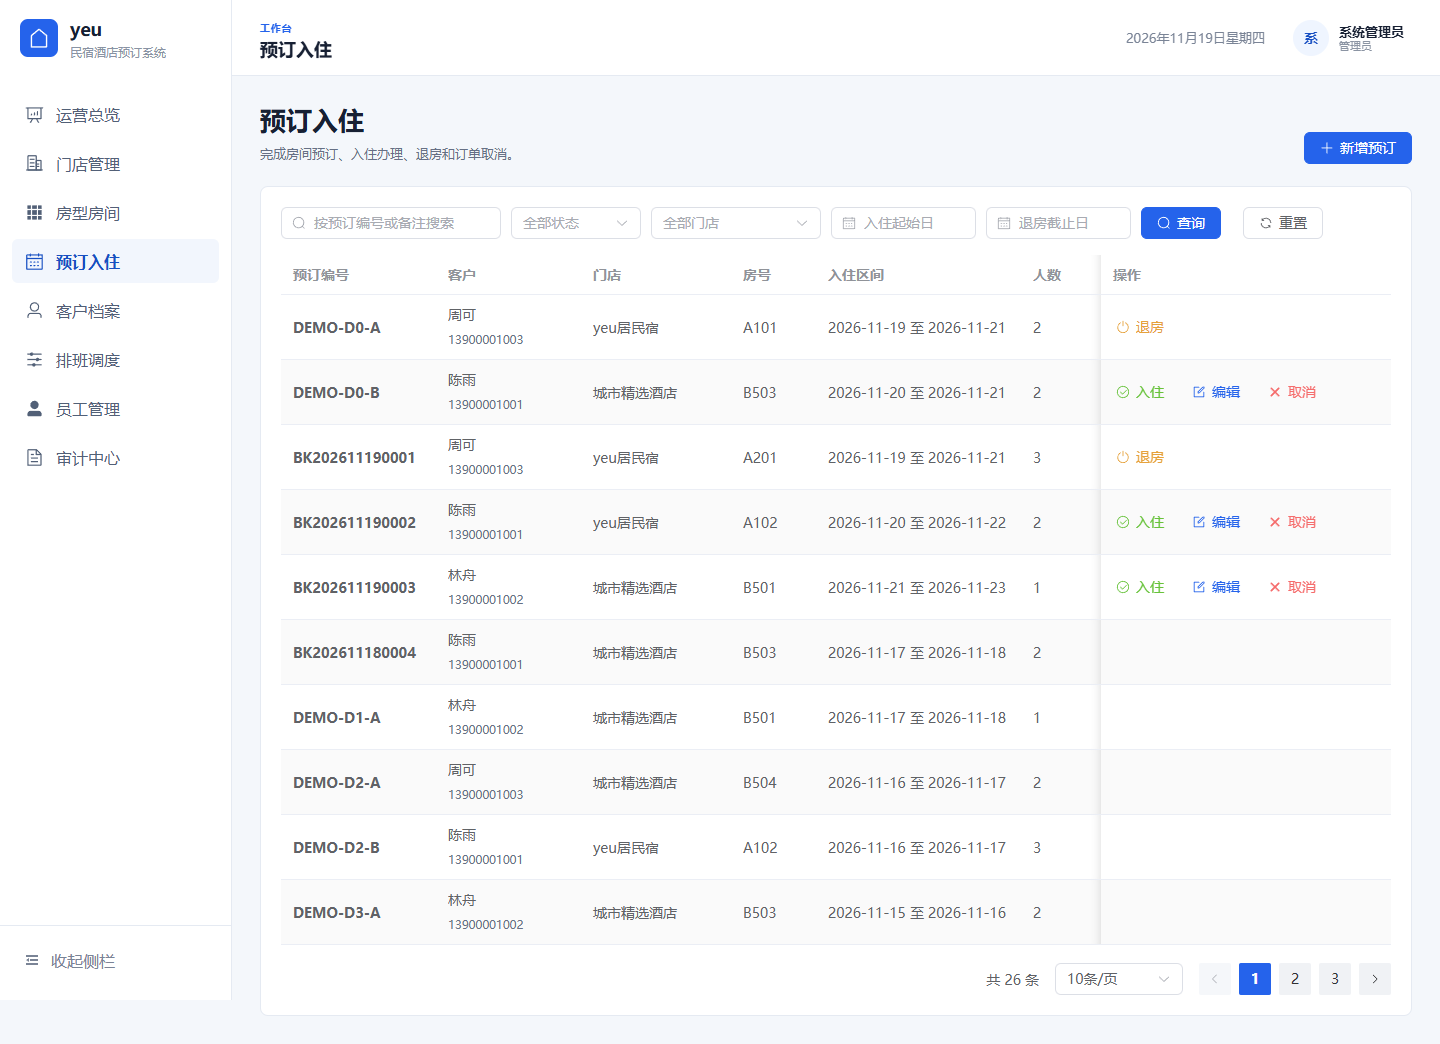 yeu
民宿酒店预订系统
运营总览
门店管理
房型房间
预订入住
客户档案
排班调度
员工管理
审计中心
收起侧栏
工作台
预订入住
2026年11月19日星期四
系
系统管理员
管理员
预订入住
完成房间预订、入住办理、退房和订单取消。
新增预订
按预订编号或备注搜索 全部状态 全部门店 入住起始日 退房截止日 查询 重置
预订编号 客户 门店 房号 入住区间 人数 操作
DEMO-D0-A 周可 13900001003 yeu居民宿 A101 2026-11-19 至 2026-11-21 2 退房
DEMO-D0-B 陈雨 13900001001 城市精选酒店 B503 2026-11-20 至 2026-11-21 2 入住 编辑 取消
BK202611190001 周可 13900001003 yeu居民宿 A201 2026-11-19 至 2026-11-21 3 退房
BK202611190002 陈雨 13900001001 yeu居民宿 A102 2026-11-20 至 2026-11-22 2 入住 编辑 取消
BK202611190003 林舟 13900001002 城市精选酒店 B501 2026-11-21 至 2026-11-23 1 入住 编辑 取消
BK202611180004 陈雨 13900001001 城市精选酒店 B503 2026-11-17 至 2026-11-18 2
DEMO-D1-A 林舟 13900001002 城市精选酒店 B501 2026-11-17 至 2026-11-18 1
DEMO-D2-A 周可 13900001003 城市精选酒店 B504 2026-11-16 至 2026-11-17 2
DEMO-D2-B 陈雨 13900001001 yeu居民宿 A102 2026-11-16 至 2026-11-17 3
DEMO-D3-A 林舟 13900001002 城市精选酒店 B503 2026-11-15 至 2026-11-16 2
共 26 条 10条/页 1 2 3